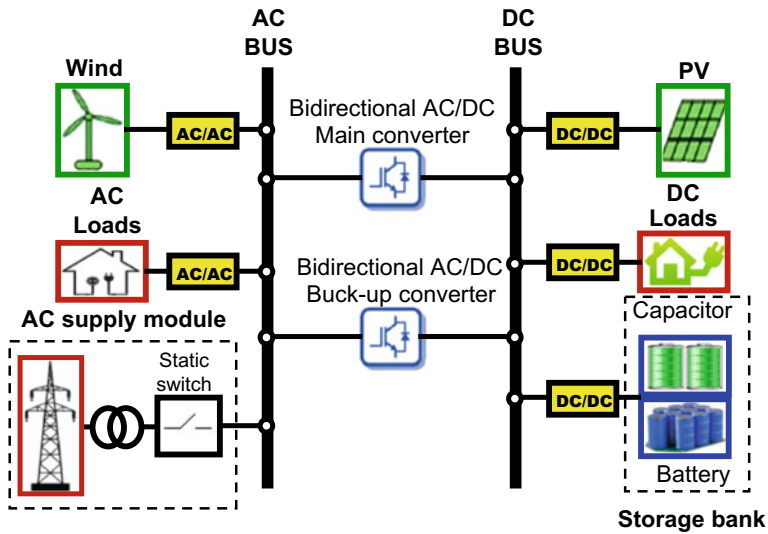 AC
BUS
DC
BUS
Wind
PV
AC/AC
Bidirectional AC/DC
Main converter
DC/DC
AC
Loads
DC
Loads
AC/AC
Bidirectional AC/DC
Buck-up converter
DC/DC
AC supply module
Capacitor
Static
switch
DC/DC
Battery
Storage bank